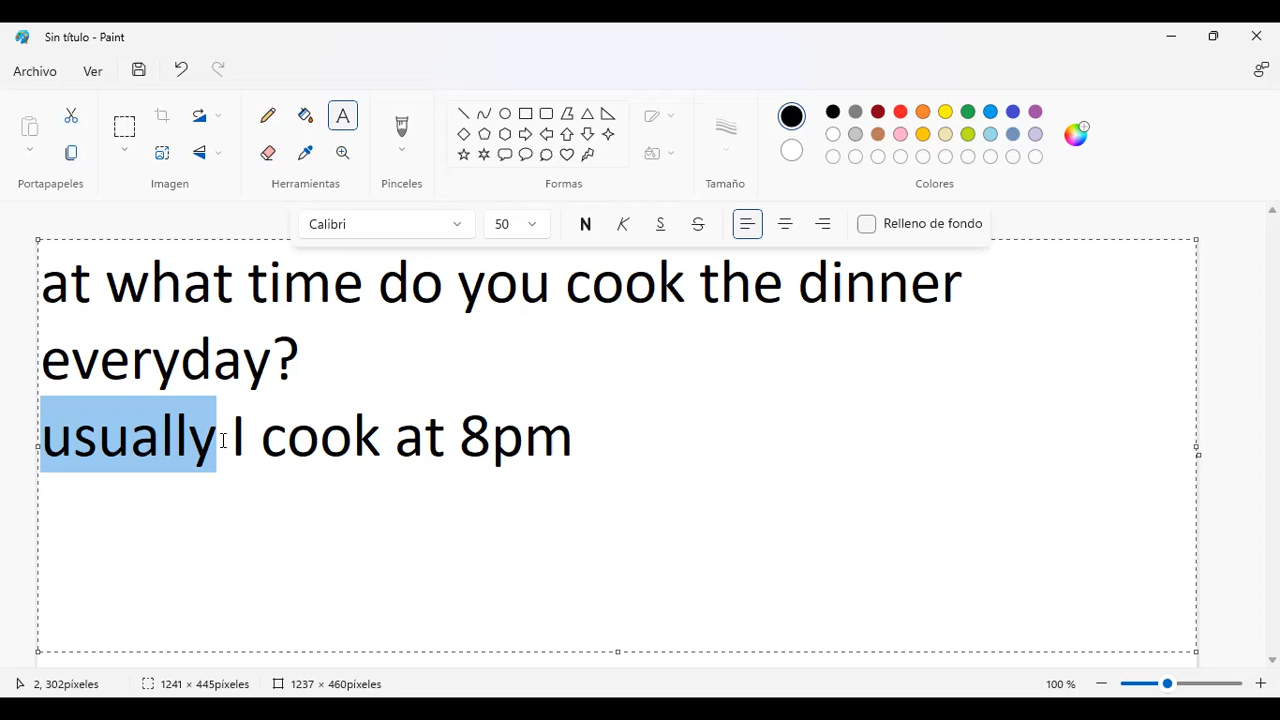 Sin título - Paint
Archivo Ver
Portapapeles Imagen Herramientas Pinceles Formas Tamaño Colores
Calibri 50 N K S S Relleno de fondo
at what time do you cook the dinner
everyday?
usually I cook at 8pm
2, 302píxeles 1241 × 445píxeles 1237 × 460píxeles 100 %